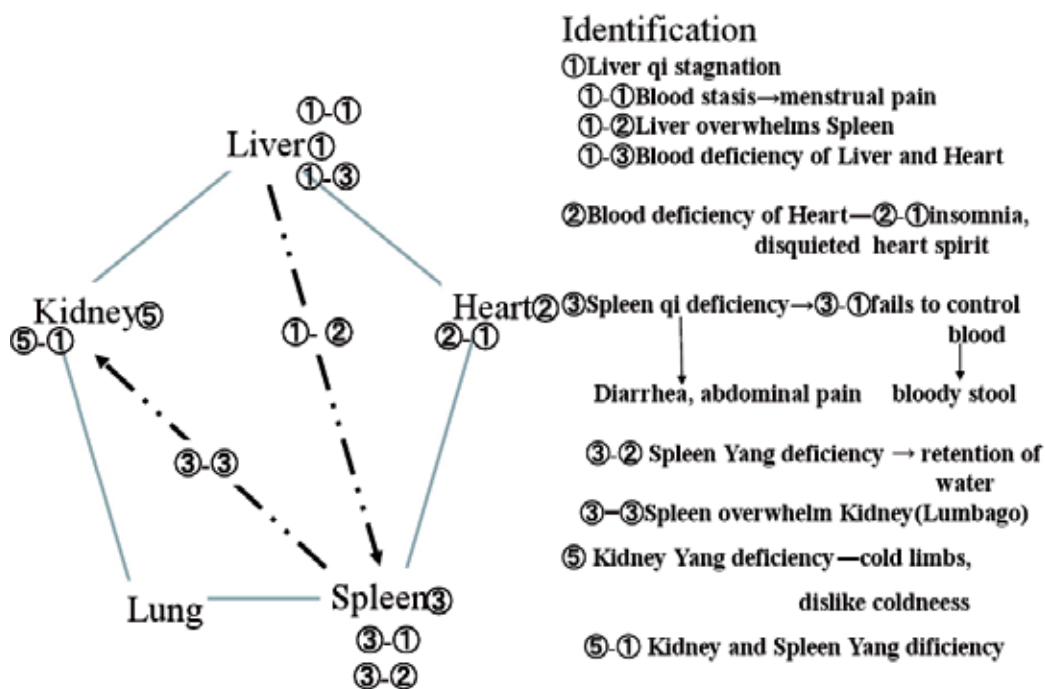 ①-①
Liver①
①-③
Kidney⑤
⑤-①
Heart②
②-①
①-②
③-③
Lung
Spleen③
③-①
③-②
Identification
①Liver qi stagnation
①-①Blood stasis→menstrual pain
①-②Liver overwhelms Spleen
①-③Blood deficiency of Liver and Heart
②Blood deficiency of Heart—②-①insomnia,
disquieted heart spirit
③Spleen qi deficiency→③-①fails to control
blood
Diarrhea, abdominal pain
bloody stool
③-② Spleen Yang deficiency → retention of
water
③-③Spleen overwhelm Kidney(Lumbago)
⑤ Kidney Yang deficiency—cold limbs,
dislike coldneess
⑤-① Kidney and Spleen Yang dificiency